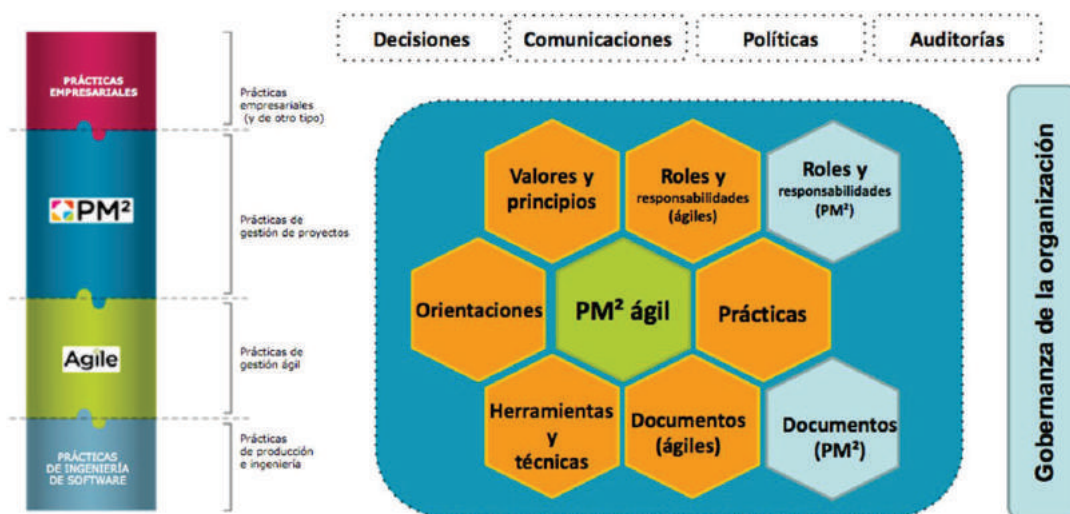 PRÁCTICAS
EMPRESARIALES
Prácticas
empresariales
(y de otro tipo)
PM²
Prácticas de
gestión de proyectos
Agile
Prácticas de
gestión ágil
PRÁCTICAS
DE INGENIERÍA
DE SOFTWARE
Prácticas
de producción
e ingeniería
Decisiones
Comunicaciones
Políticas
Auditorías
Valores y
principios
Roles y
responsabilidades
(ágiles)
Roles y
responsabilidades
(PM²)
Orientaciones
PM² ágil
Prácticas
Herramientas
y
técnicas
Documentos
(ágiles)
Documentos
(PM²)
Gobernanza de la organización